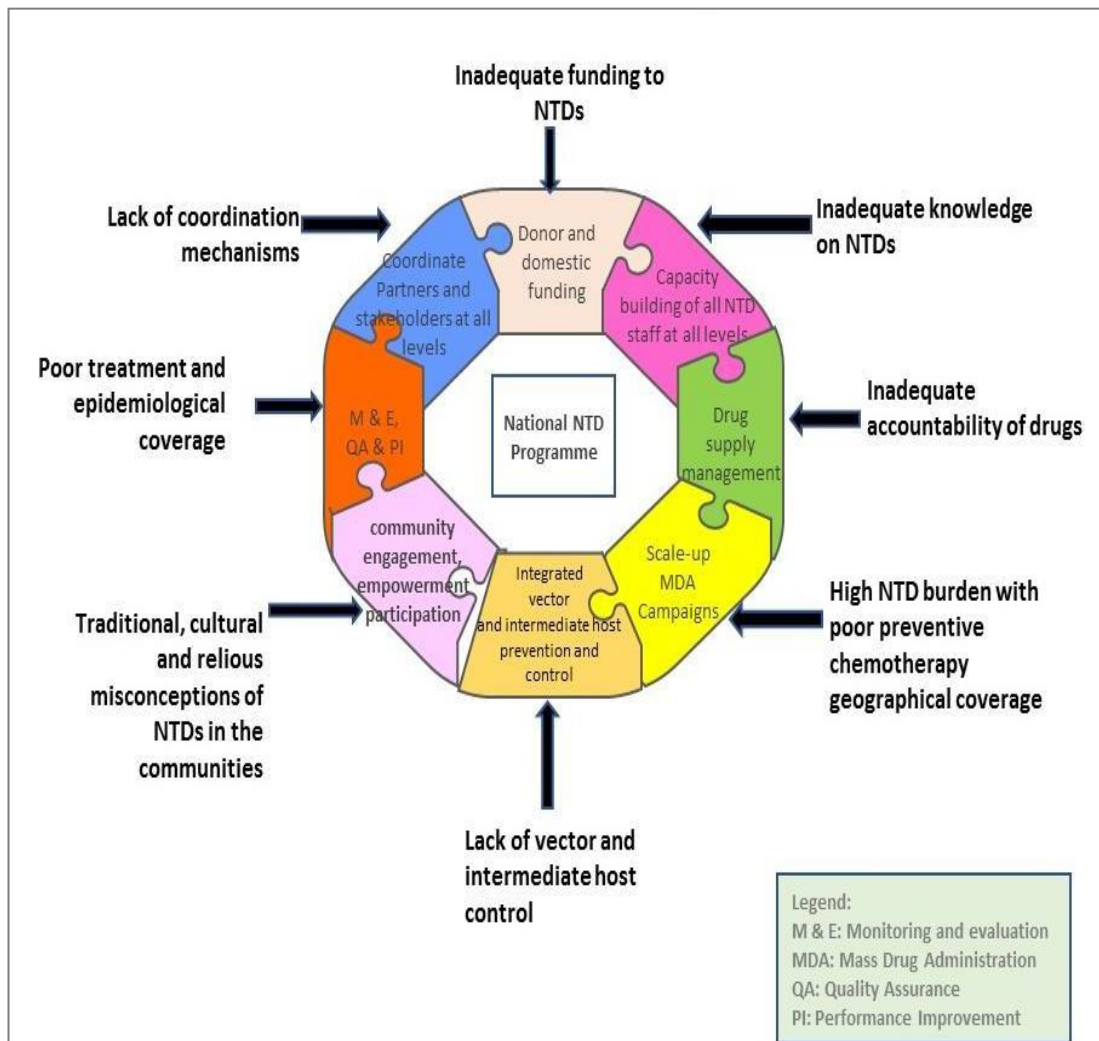 Inadequate funding to
NTDs
Lack of coordination
mechanisms
Inadequate knowledge
on NTDs
Donor and
domestic
funding
Coordinate
Partners and
stakeholders at all
levels
Capacity
building of all NTD
staff at all levels
Poor treatment and
epidemiological
coverage
M & E,
QA & PI
National NTD
Programme
Drug
supply
management
Inadequate
accountability of drugs
community
engagement,
empowerment
participation
Integrated
vector
and intermediate host
prevention and
control
Scale-up
MDA
Campaigns
Traditional, cultural
and relious
misconceptions of
NTDs in the
communities
High NTD burden with
poor preventive
chemotherapy
geographical coverage
Lack of vector and
intermediate host
control
Legend:
M & E: Monitoring and evaluation
MDA: Mass Drug Administration
QA: Quality Assurance
PI: Performance Improvement